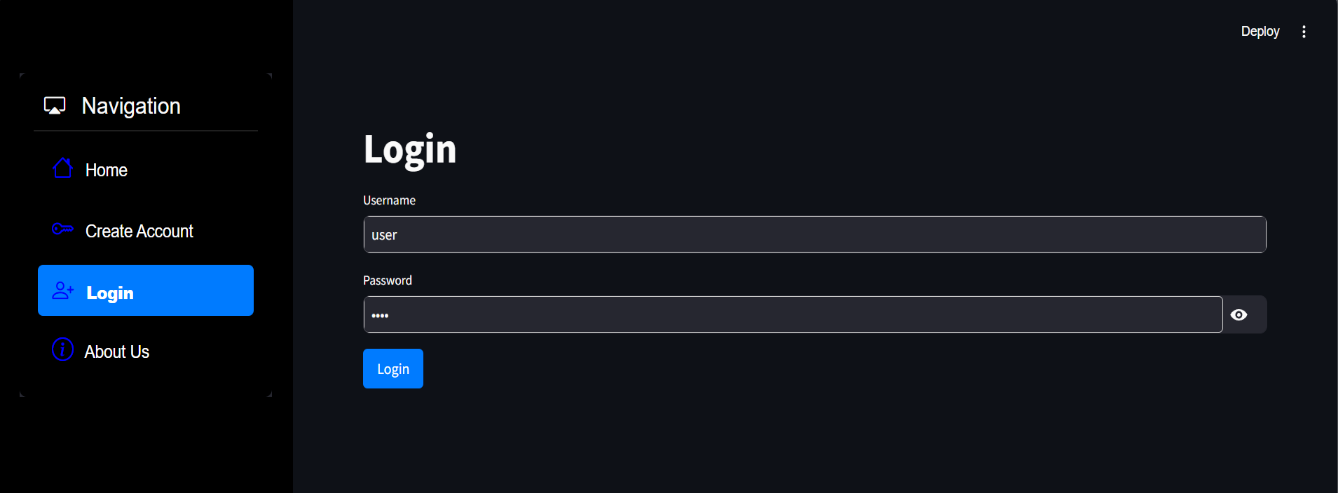 Deploy
Navigation
Home
Create Account
Login
About Us
Login
Username
user
Password
••••
Login